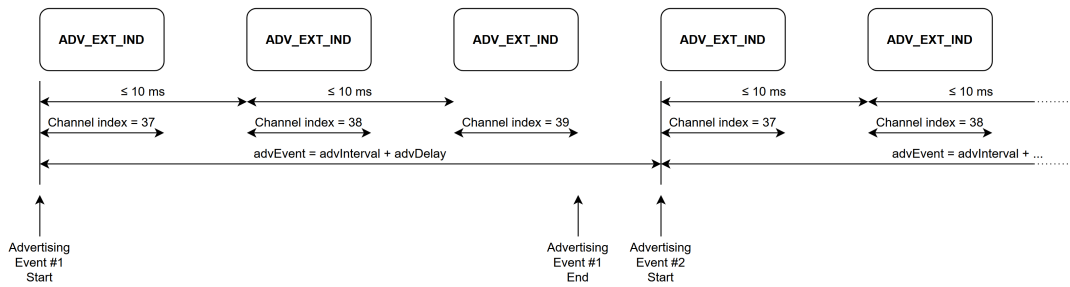 ADV_EXT_IND
ADV_EXT_IND
ADV_EXT_IND
ADV_EXT_IND
ADV_EXT_IND
≤ 10 ms
≤ 10 ms
≤ 10 ms
≤ 10 ms
Channel index = 37
Channel index = 38
Channel index = 39
Channel index = 37
Channel index = 38
advEvent = advInterval + advDelay
advEvent = advInterval + ...
Advertising
Event #1
Start
Advertising
Event #1
End
Advertising
Event #2
Start